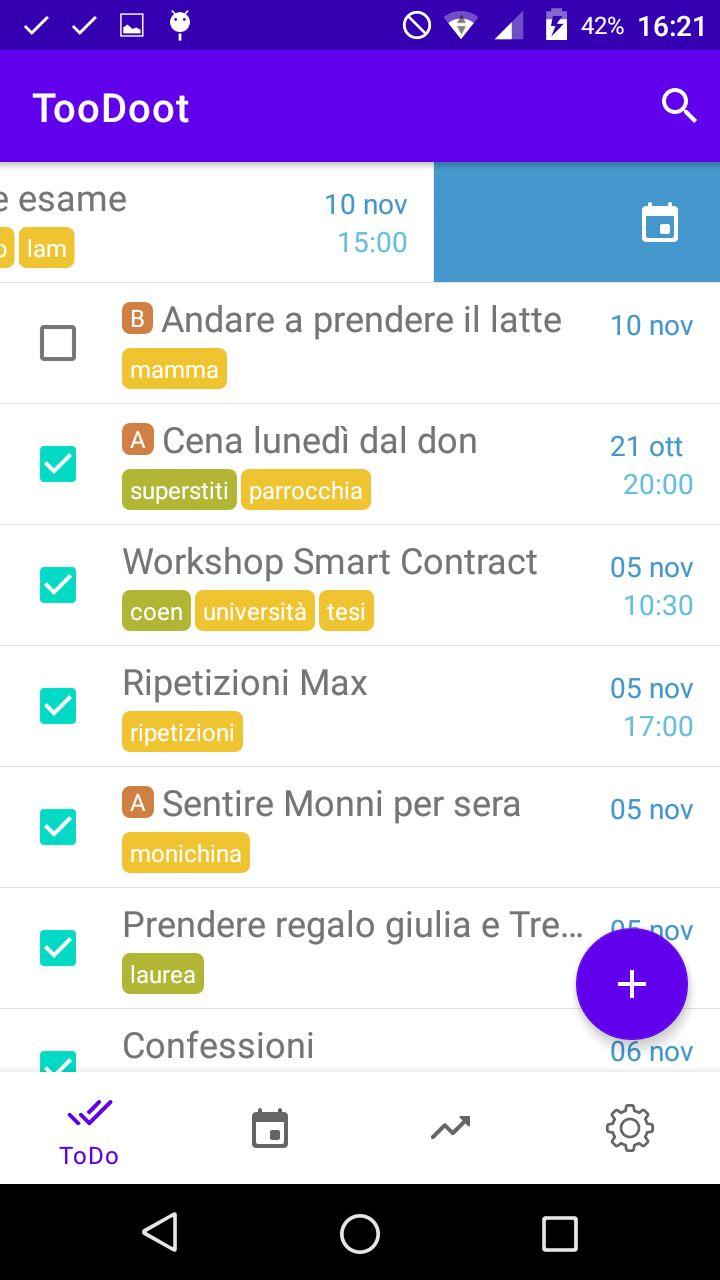 42% 16:21
TooDoot
e esame 10 nov
lam 15:00
B Andare a prendere il latte 10 nov
mamma
A Cena lunedì dal don 21 ott
superstiti parrocchia 20:00
Workshop Smart Contract 05 nov
coen università tesi 10:30
Ripetizioni Max 05 nov
ripetizioni 17:00
A Sentire Monni per sera 05 nov
monichina
Prendere regalo giulia e Tre... 05 nov
laurea
Confessioni 06 nov
ToDo